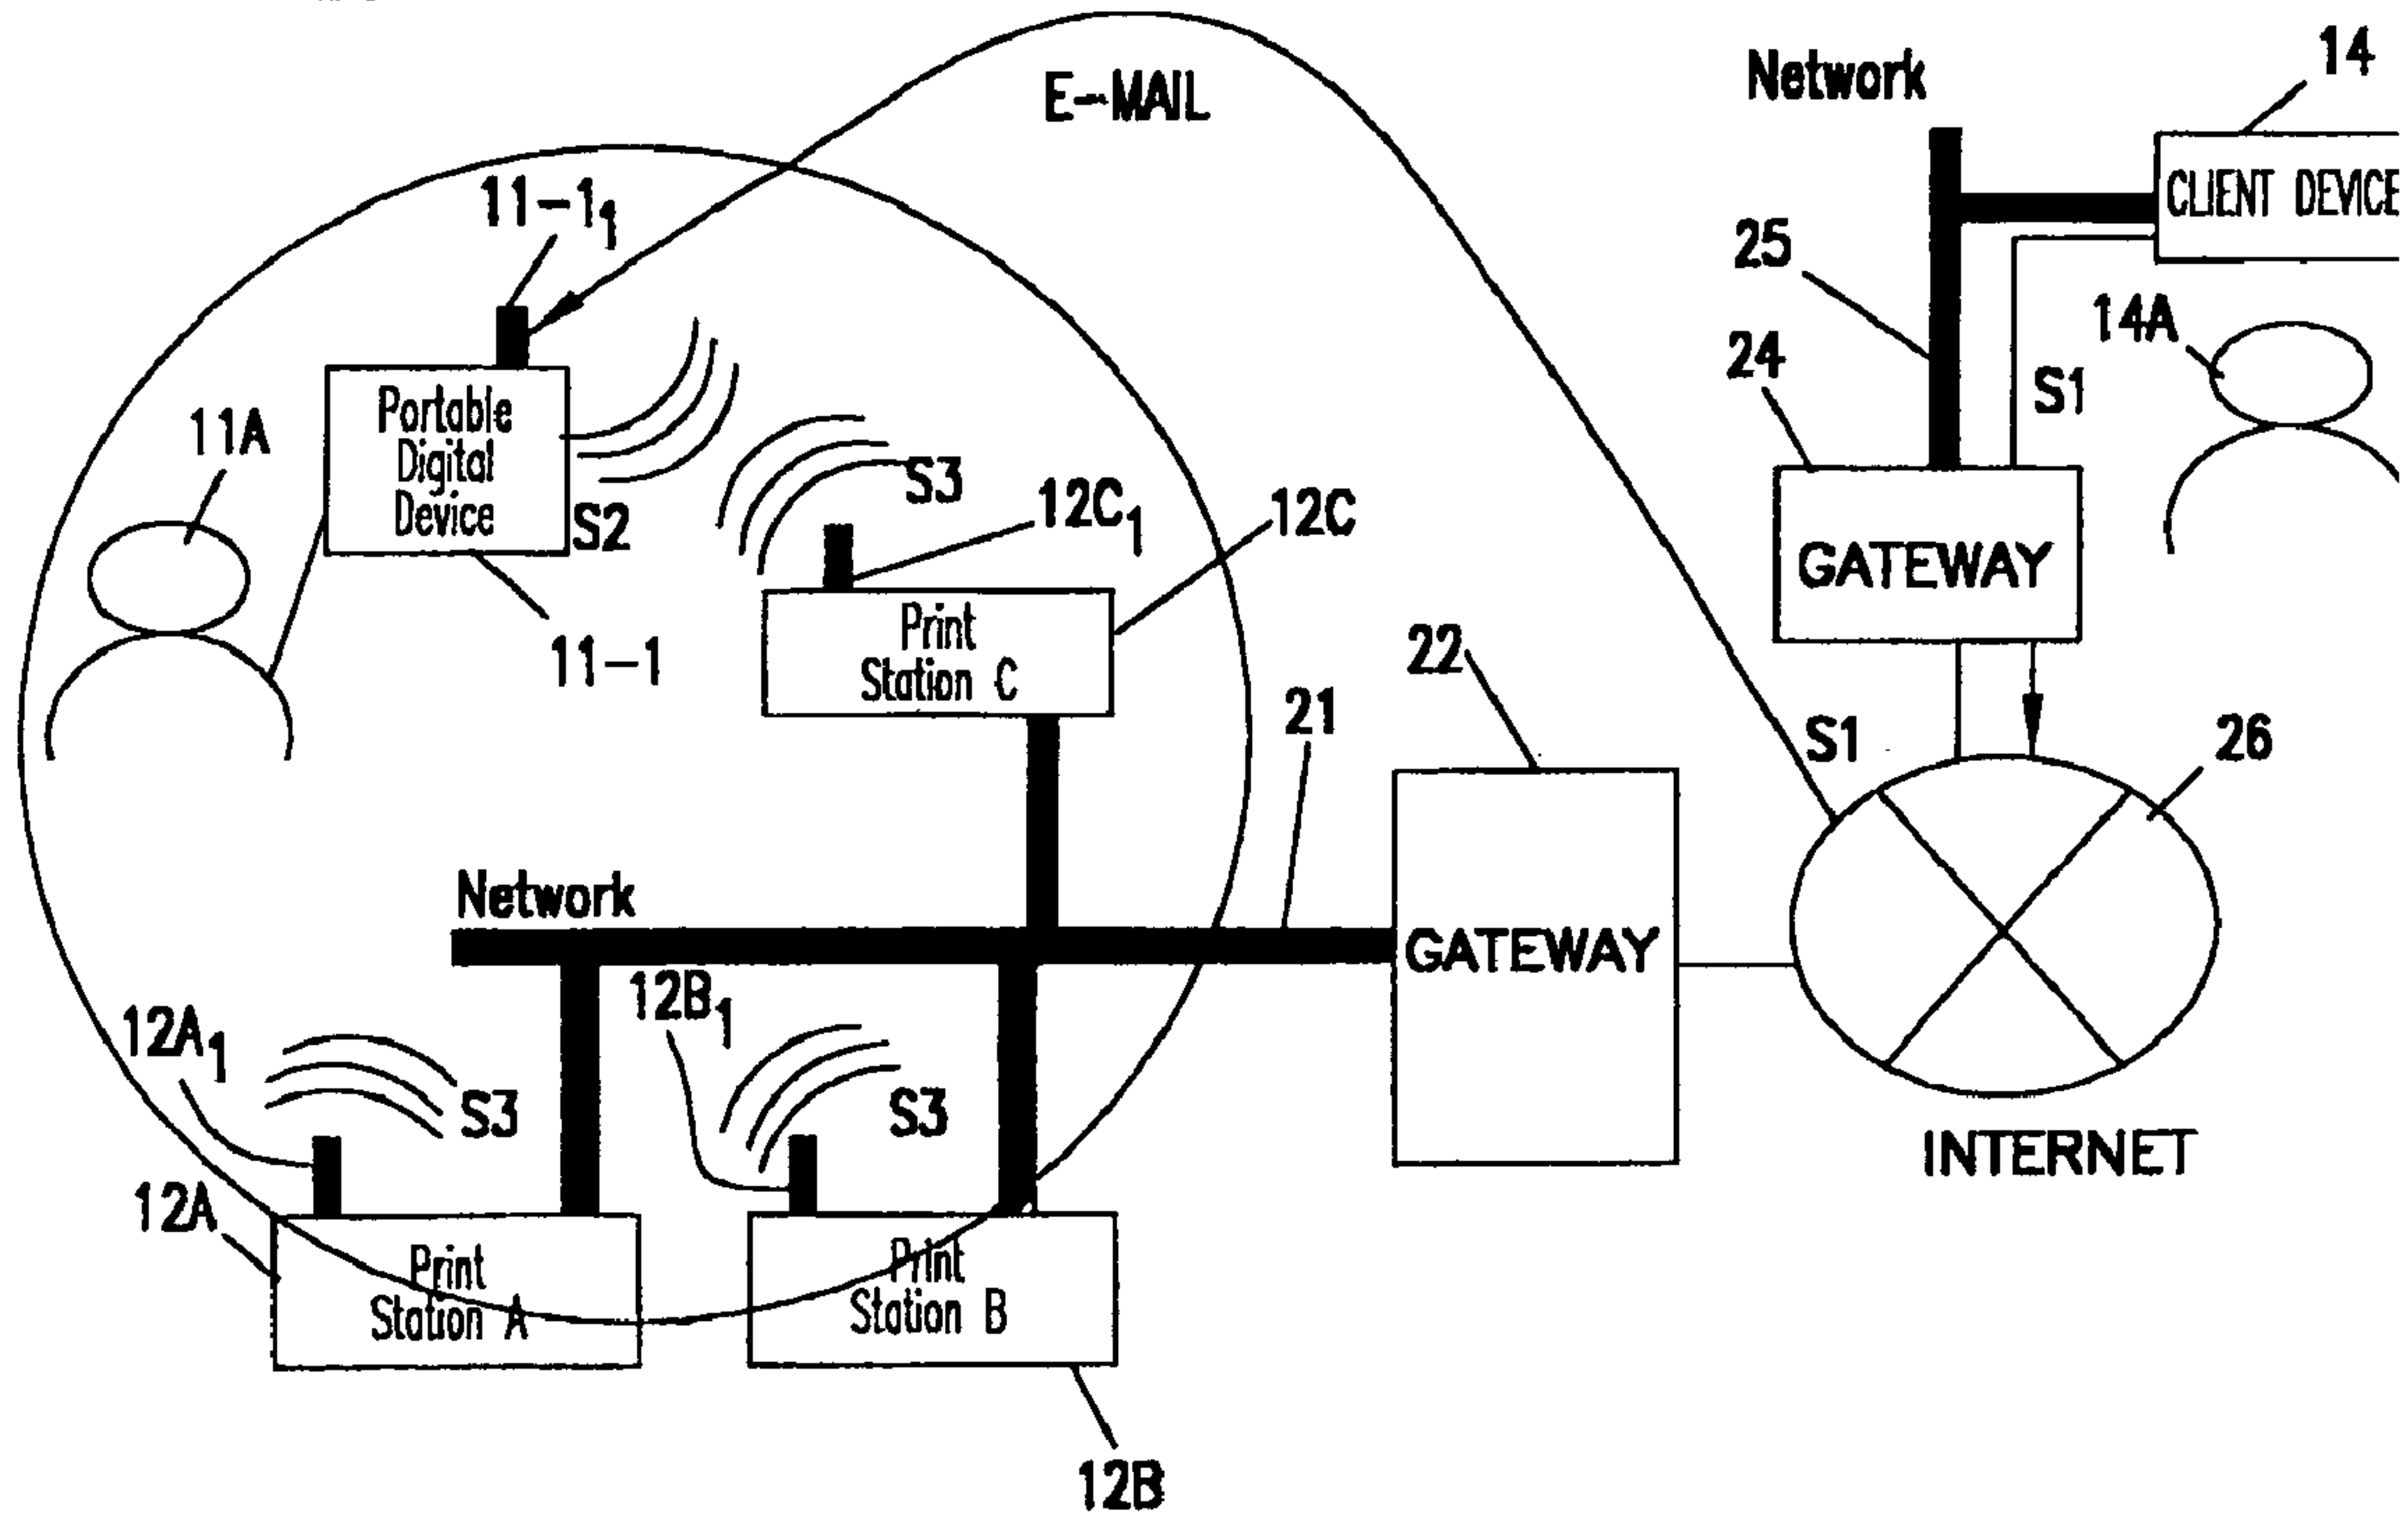 E-MAIL
Network
14
CLIENT DEVICE
11-1₁
25
14A
24
S1
11A
Portable
Digital
Device
S2
S3
12C₁
12C
GATEWAY
Print
Station C
11-1
22
21
S1
26
Network
GATEWAY
12A₁
12B₁
S3
S3
INTERNET
12A
Print
Station A
Print
Station B
12B